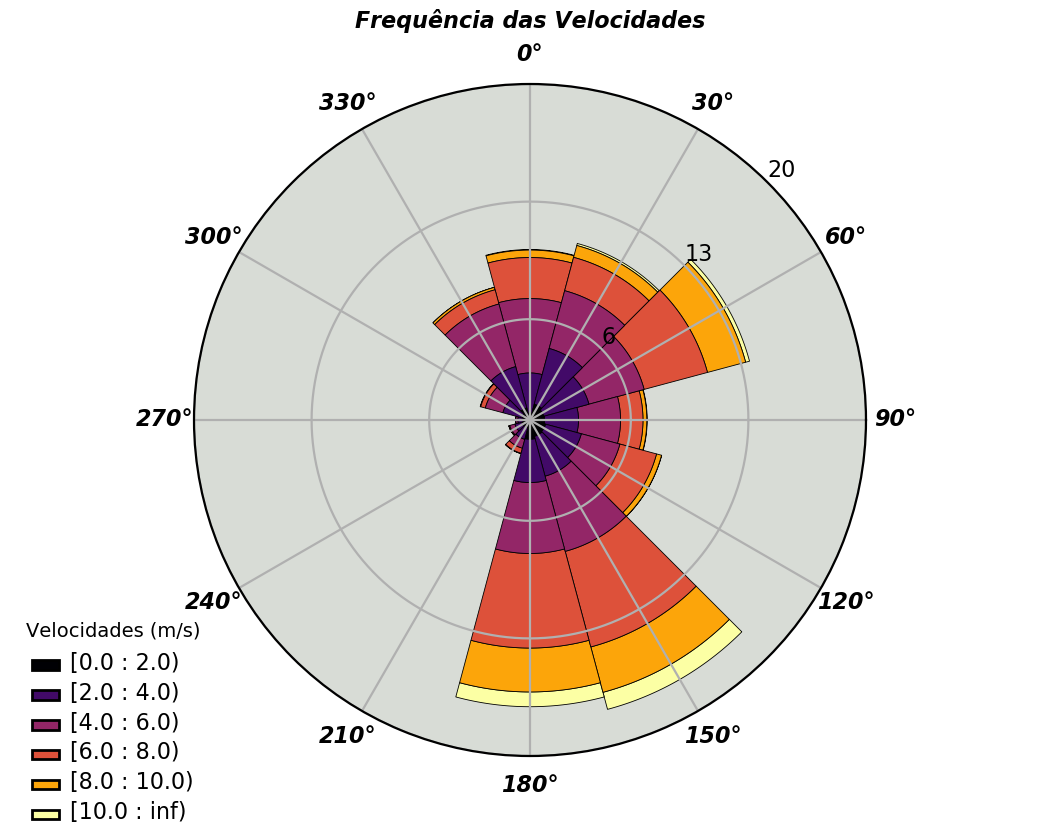 Frequência das Velocidades
0°
330°
30°
20
300°
60°
13
6
270°
90°
240°
120°
210°
150°
180°
Velocidades (m/s)
[0.0 : 2.0)
[2.0 : 4.0)
[4.0 : 6.0)
[6.0 : 8.0)
[8.0 : 10.0)
[10.0 : inf)